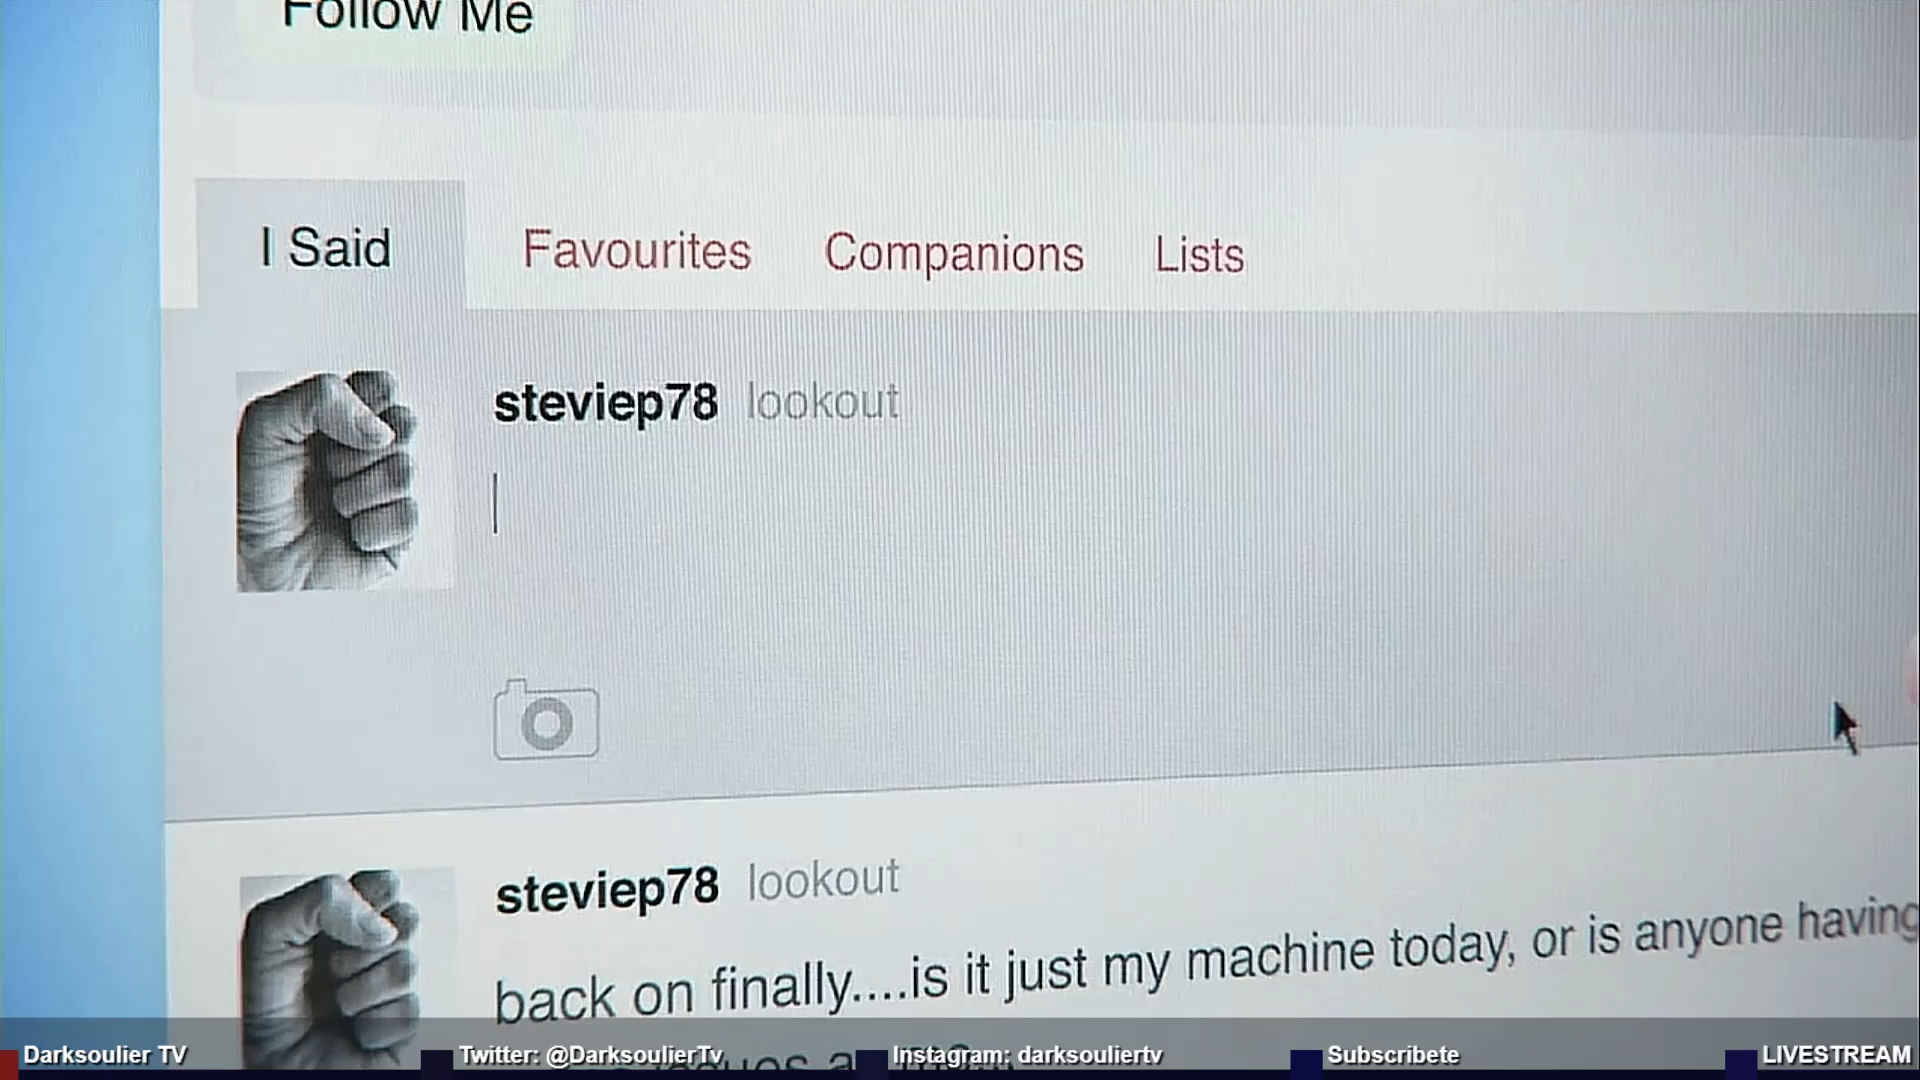 Follow Me
I Said Favourites Companions Lists
steviep78 lookout
steviep78 lookout
back on finally....is it just my machine today, or is anyone having
Darksoulier TV Twitter: @DarksoulierTv Instagram: darksouliertv Subscribete LIVESTREAM